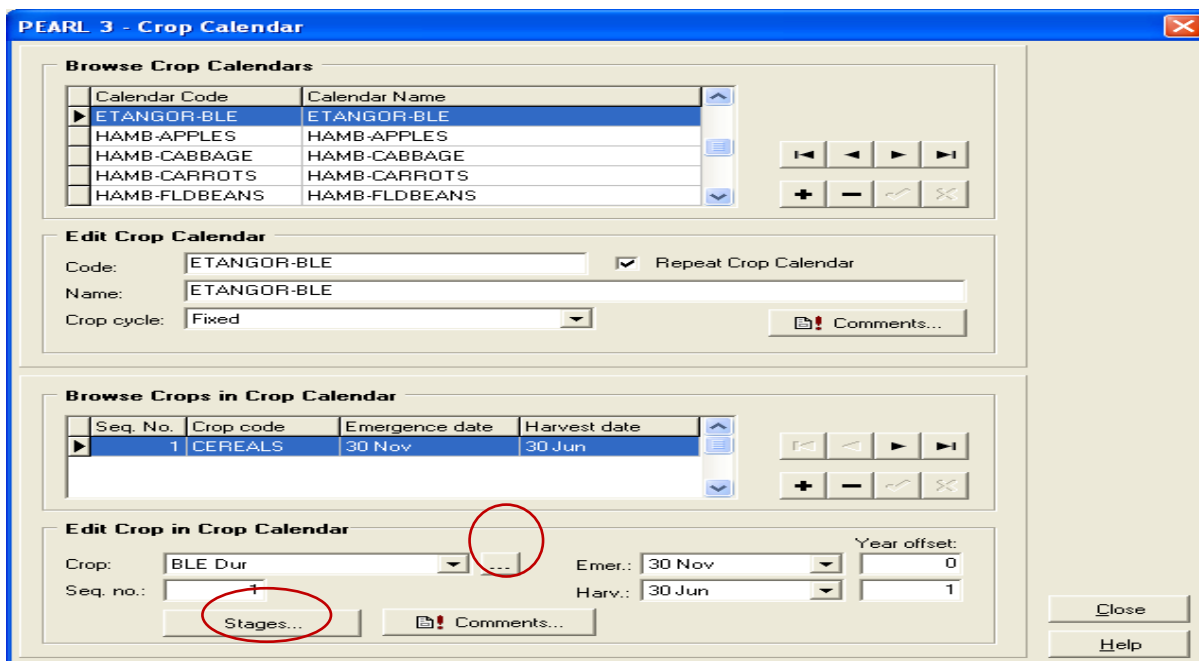 PEARL 3 - Crop Calendar
Browse Crop Calendars
Calendar Code Calendar Name
ETANGOR-BLE ETANGOR-BLE
HAMB-APPLES HAMB-APPLES
HAMB-CABBAGE HAMB-CABBAGE
HAMB-CARROTS HAMB-CARROTS
HAMB-FLDBEANS HAMB-FLDBEANS
Edit Crop Calendar
Code: ETANGOR-BLE Repeat Crop Calendar
Name: ETANGOR-BLE
Crop cycle: Fixed Comments...
Browse Crops in Crop Calendar
Seq. No. Crop code Emergence date Harvest date
1 CEREALS 30 Nov 30 Jun
Edit Crop in Crop Calendar
Year offset:
Crop: BLE Dur ... Emer.: 30 Nov 0
Seq. no.: 1 Harv.: 30 Jun 1
Stages... Comments... Close
Help